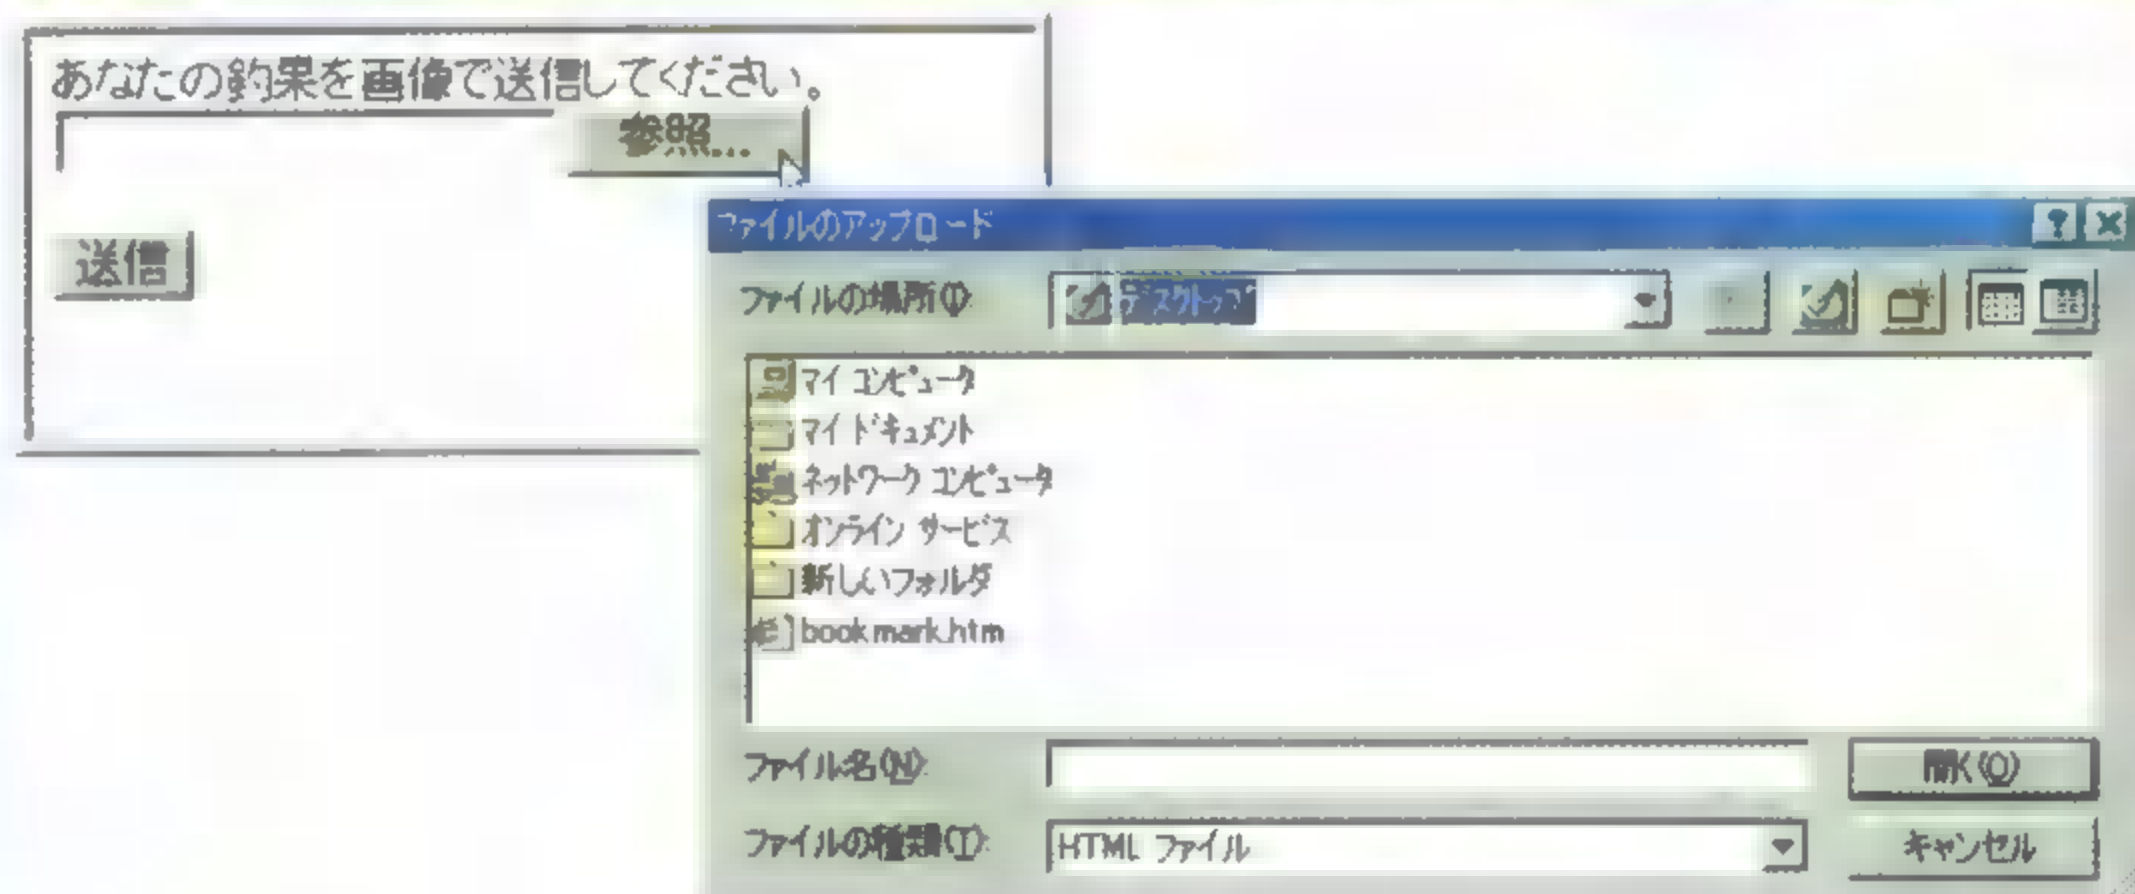 あなたの釣果を画像で送信してください。
参照...
送信
ファイルのアップロード
ファイルの場所(I):
デスクトップ
マイ コンピュータ
マイ ドキュメント
ネットワーク コンピュータ
オンライン サービス
新しいフォルダ
bookmark.htm
ファイル名(N):
開く(O)
ファイルの種類(T):
HTML ファイル
キャンセル